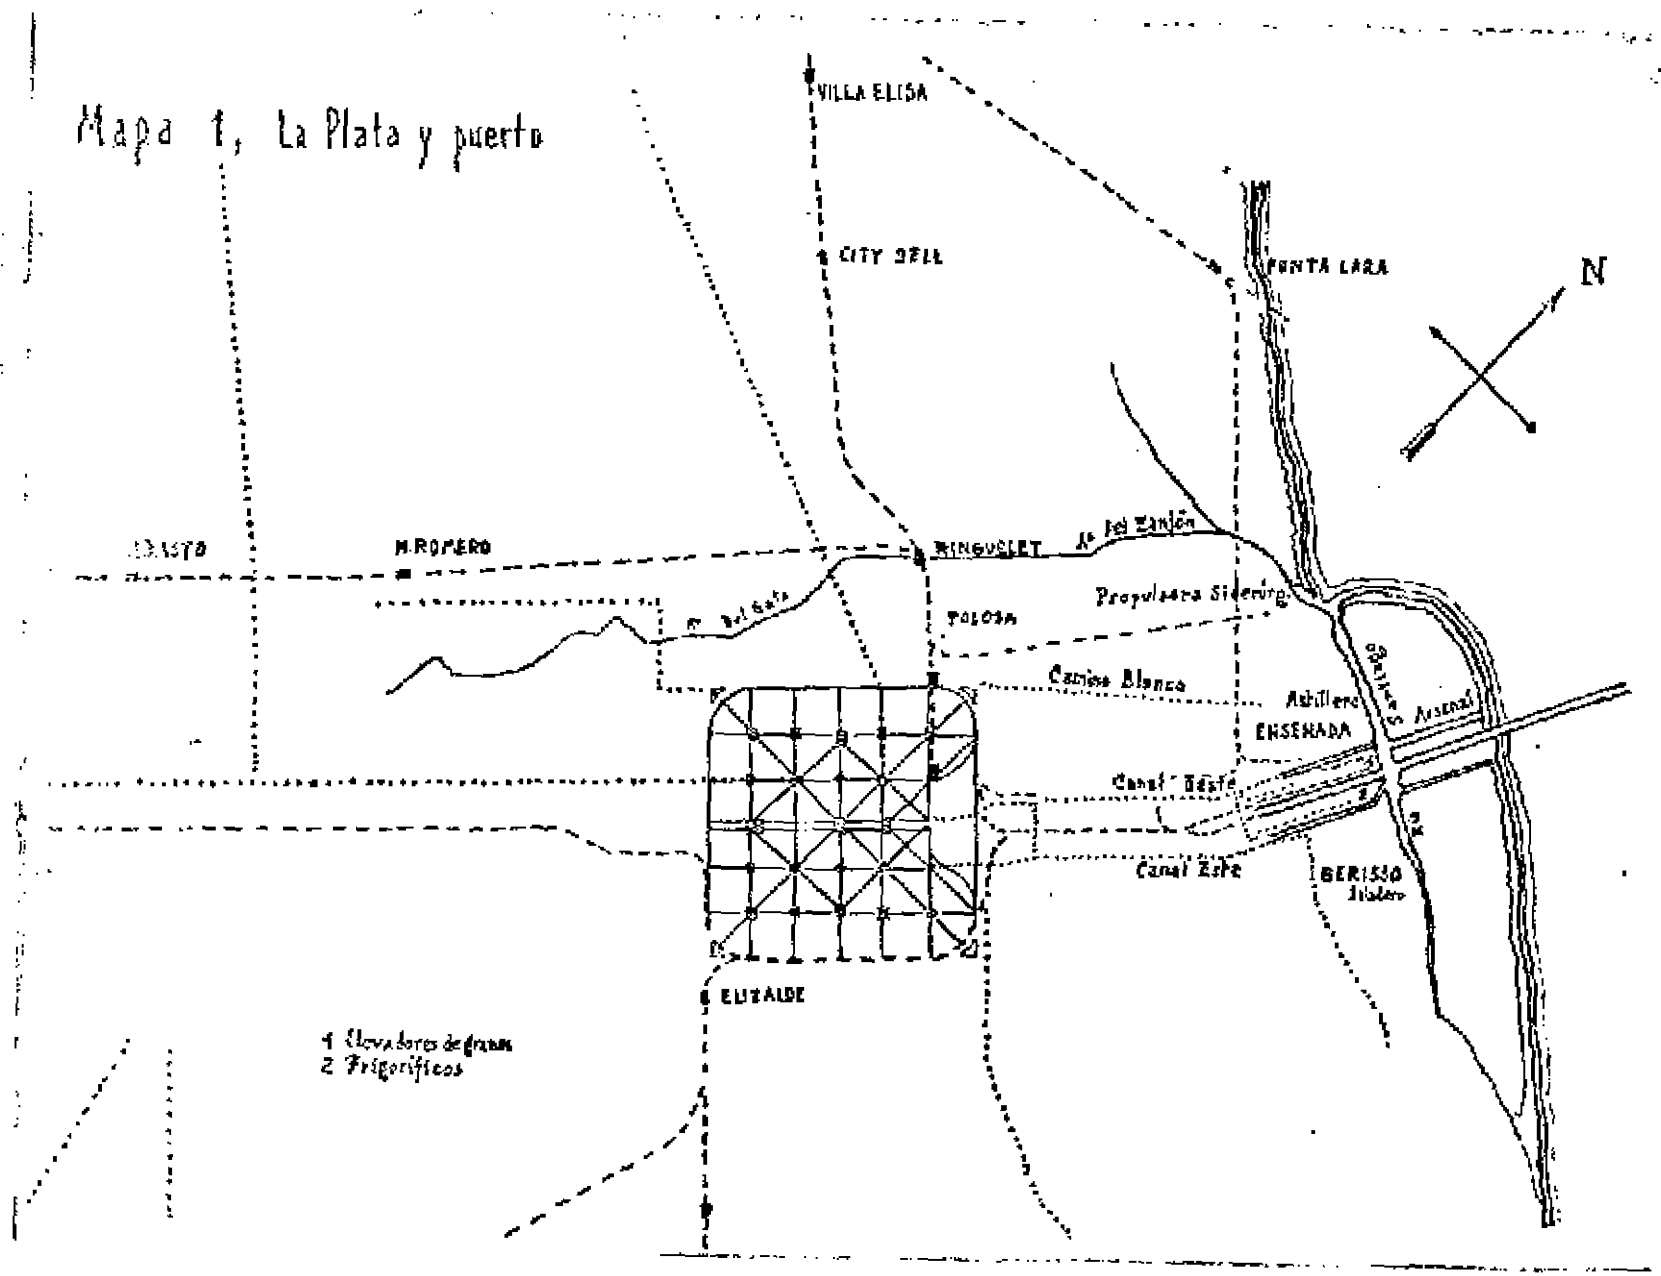 Mapa 1, La Plata y puerto
VILLA ELISA
CITY BELL
PUNTA LARA
N
M.ROMERO
RINGUELET
Aº Del Zanjón
Aº Del Gato
TOLOSA
Propulsora Siderúrg.
Camino Blanco
Astillero
Arsenal
ENSENADA
Canal Oeste
Canal Este
BERISSO
ELIZALDE
1 Elevadores de granos
2 Frigoríficos